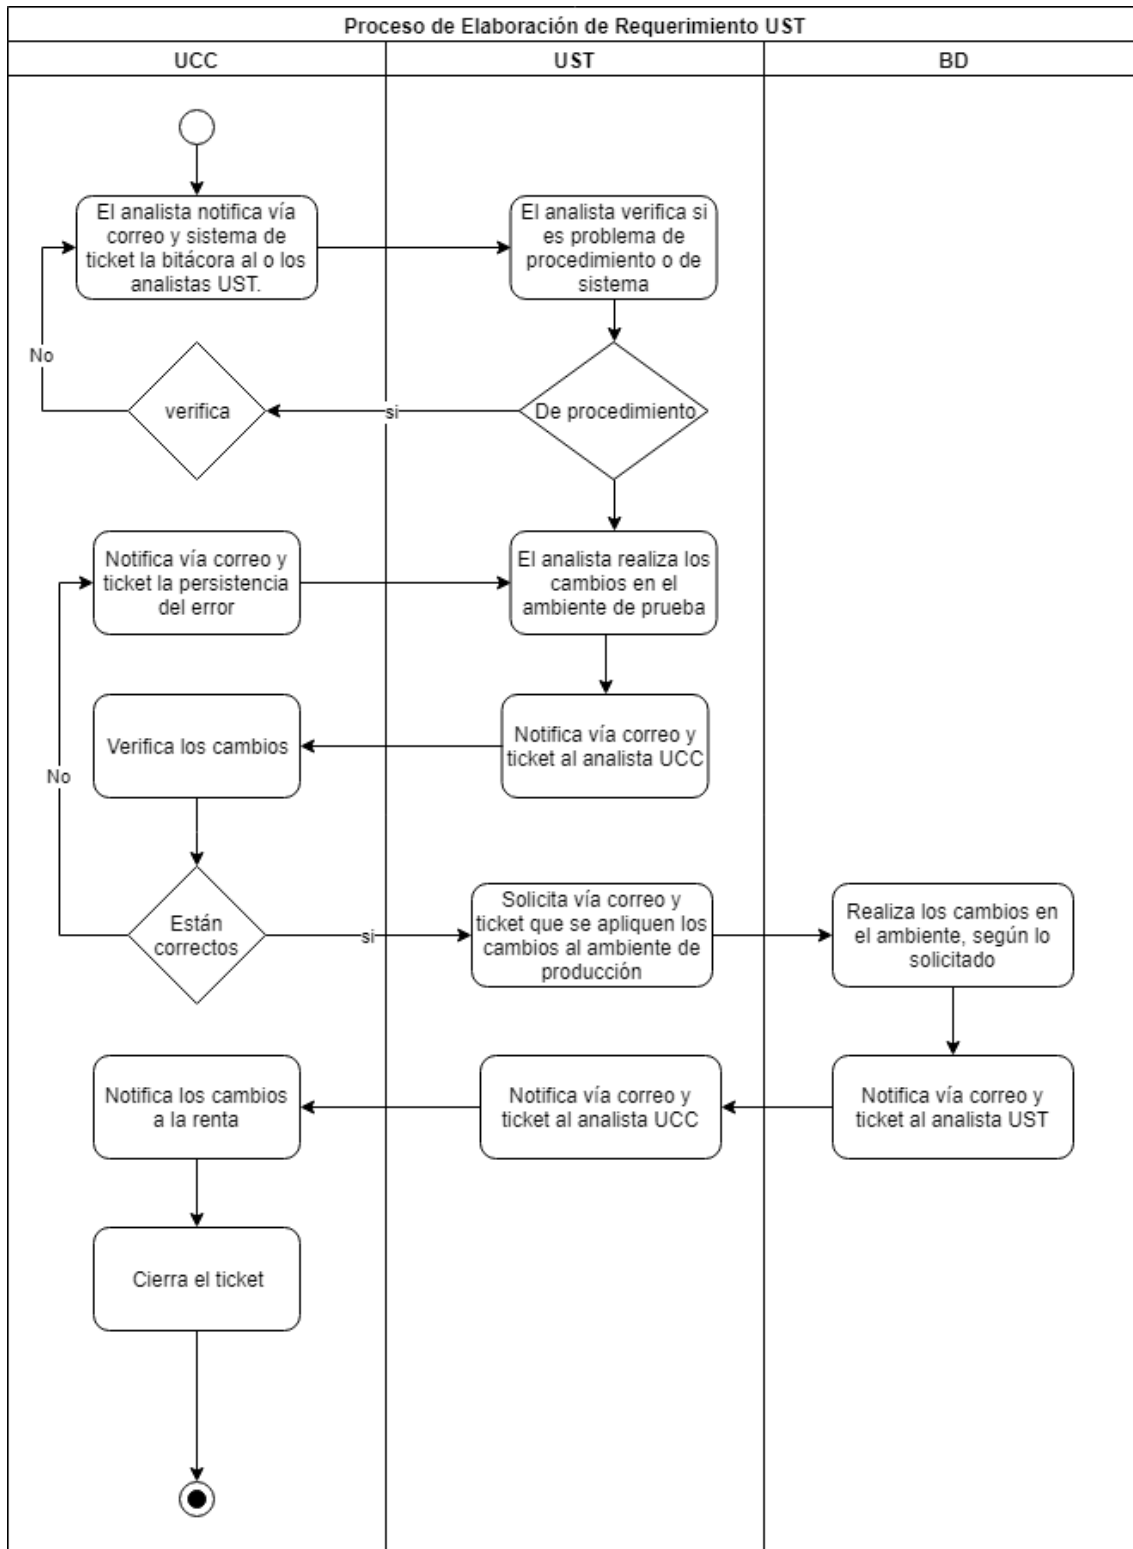 Proceso de Elaboración de Requerimiento UST
UCC
UST
BD
El analista notifica vía
correo y sistema de
ticket la bitácora al o los
analistas UST.
El analista verifica si
es problema de
procedimiento o de
sistema
No
verifica
si
De procedimiento
Notifica vía correo y
ticket la persistencia
del error
El analista realiza los
cambios en el
ambiente de prueba
Verifica los cambios
Notifica vía correo y
ticket al analista UCC
No
Están
correctos
si
Solicita vía correo y
ticket que se apliquen los
cambios al ambiente de
producción
Realiza los cambios en
el ambiente, según lo
solicitado
Notifica los cambios
a la renta
Notifica vía correo y
ticket al analista UCC
Notifica vía correo y
ticket al analista UST
Cierra el ticket